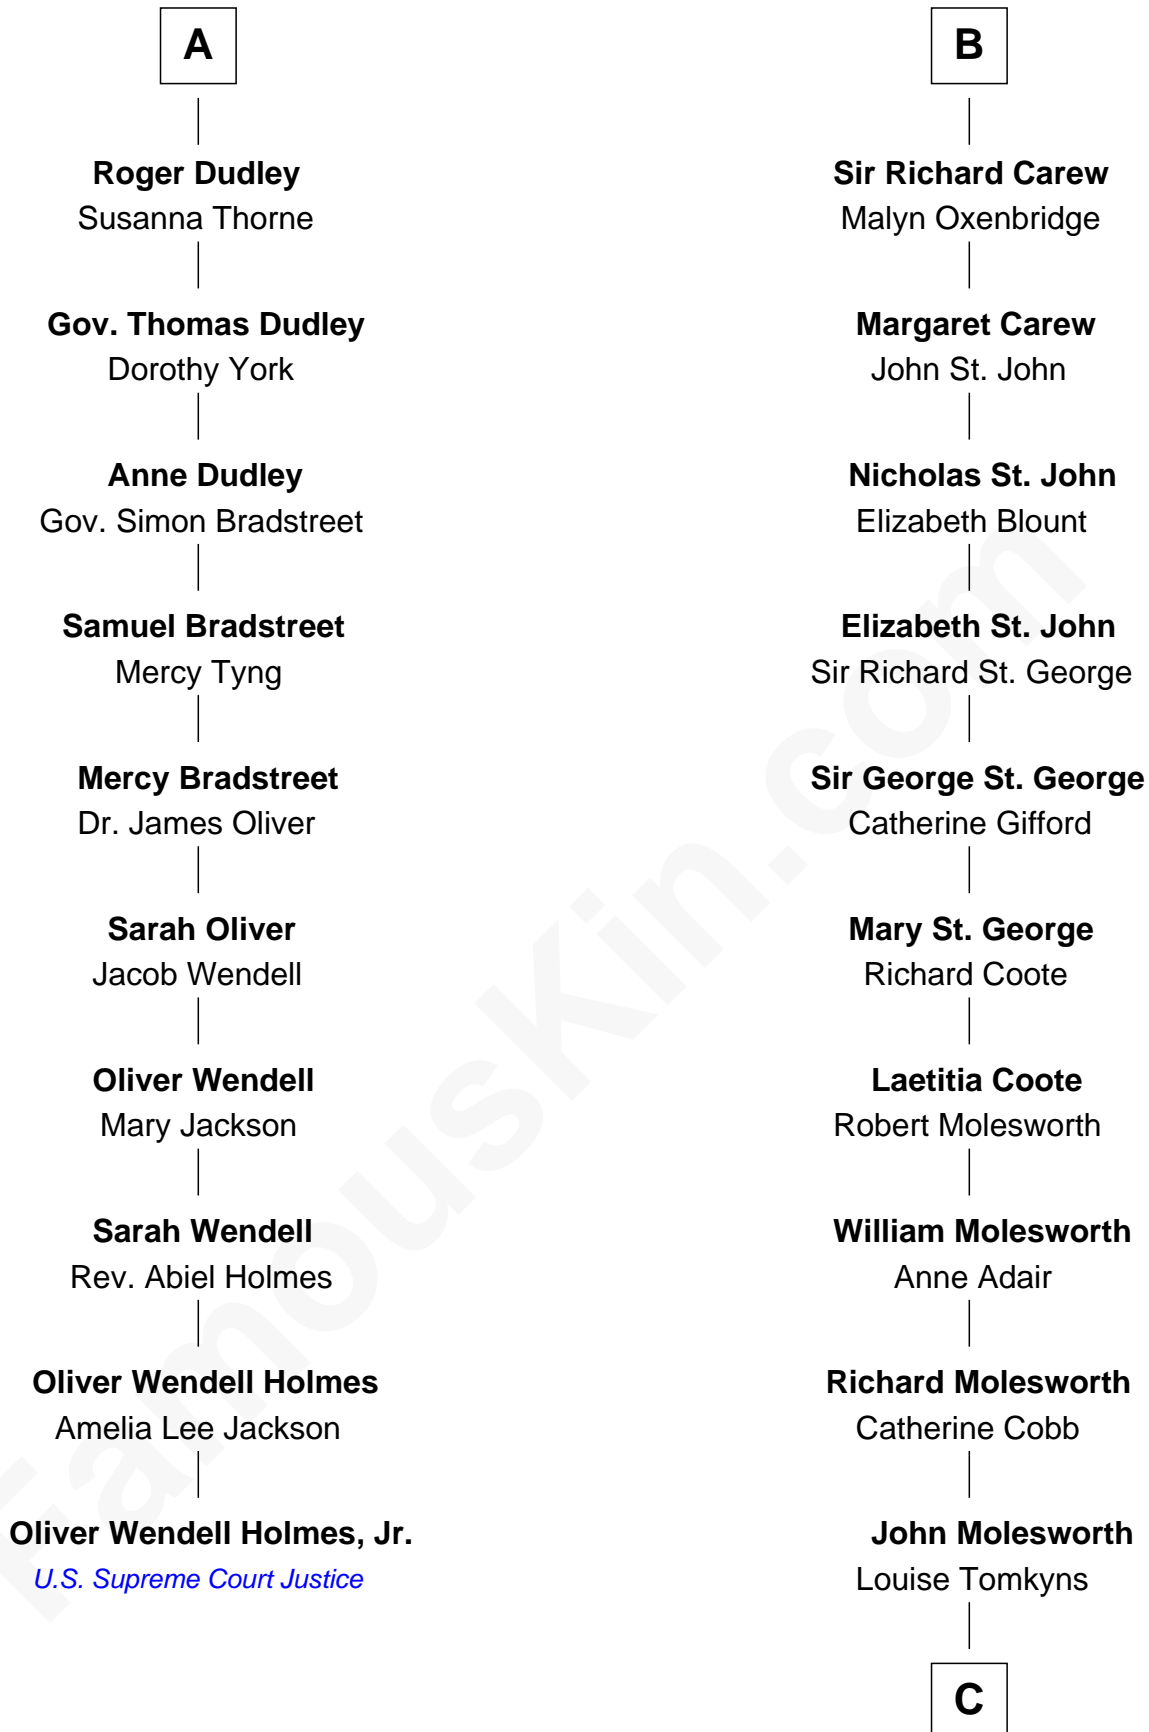 A
Roger Dudley
Susanna Thorne
Gov. Thomas Dudley
Dorothy York
Anne Dudley
Gov. Simon Bradstreet
Samuel Bradstreet
Mercy Tyng
Mercy Bradstreet
Dr. James Oliver
Sarah Oliver
Jacob Wendell
Oliver Wendell
Mary Jackson
Sarah Wendell
Rev. Abiel Holmes
Oliver Wendell Holmes
Amelia Lee Jackson
Oliver Wendell Holmes, Jr.
U.S. Supreme Court Justice
B
Sir Richard Carew
Malyn Oxenbridge
Margaret Carew
John St. John
Nicholas St. John
Elizabeth Blount
Elizabeth St. John
Sir Richard St. George
Sir George St. George
Catherine Gifford
Mary St. George
Richard Coote
Laetitia Coote
Robert Molesworth
William Molesworth
Anne Adair
Richard Molesworth
Catherine Cobb
John Molesworth
Louise Tomkyns
C
FamousKin.com